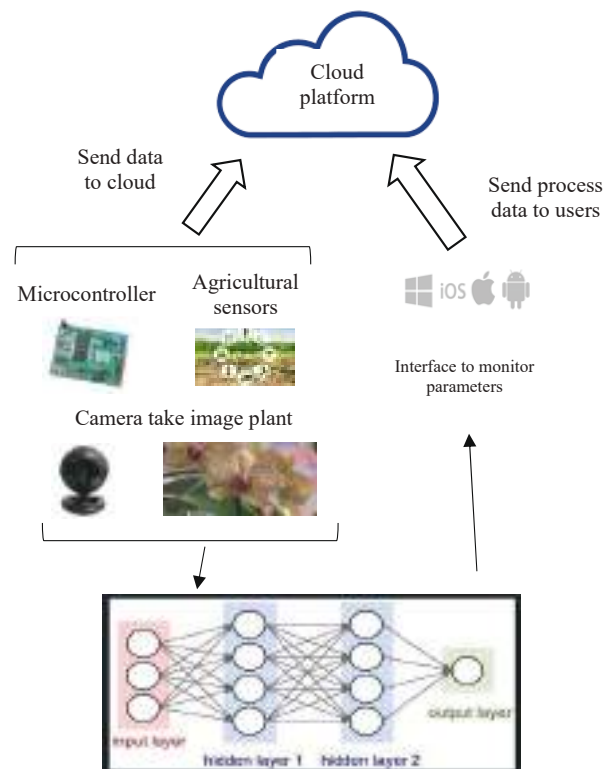 Cloud
platform
Send data
to cloud
Send process
data to users
Microcontroller
Agricultural
sensors
iOS
Interface to monitor
parameters
Camera take image plant
input layer
hidden layer 1
hidden layer 2
output layer